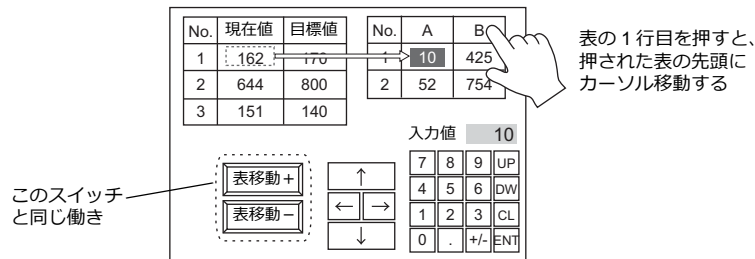 No. 現在値 目標値
1 162 170
2 644 800
3 151 140
No. A B
1 10 425
2 52 754
表の1行目を押すと、
押された表の先頭に
カーソル移動する
入力値 10
7 8 9 UP
4 5 6 DW
1 2 3 CL
0 . +/- ENT
表移動+
表移動-
↑
← →
↓
このスイッチ
と同じ働き